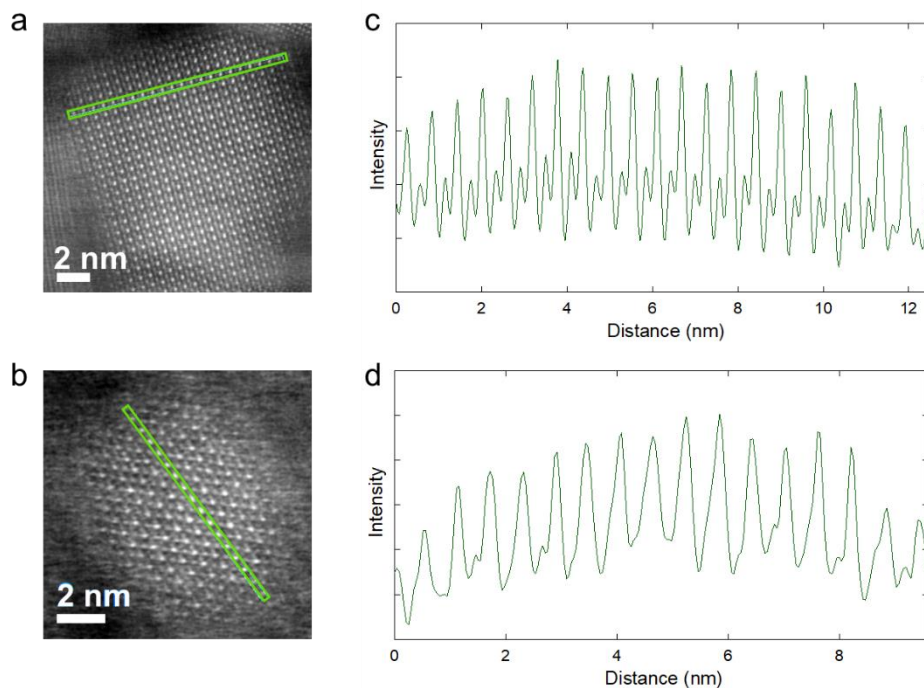 a
2 nm
c
Intensity
0 2 4 6 8 10 12
Distance (nm)
b
2 nm
d
Intensity
0 2 4 6 8
Distance (nm)